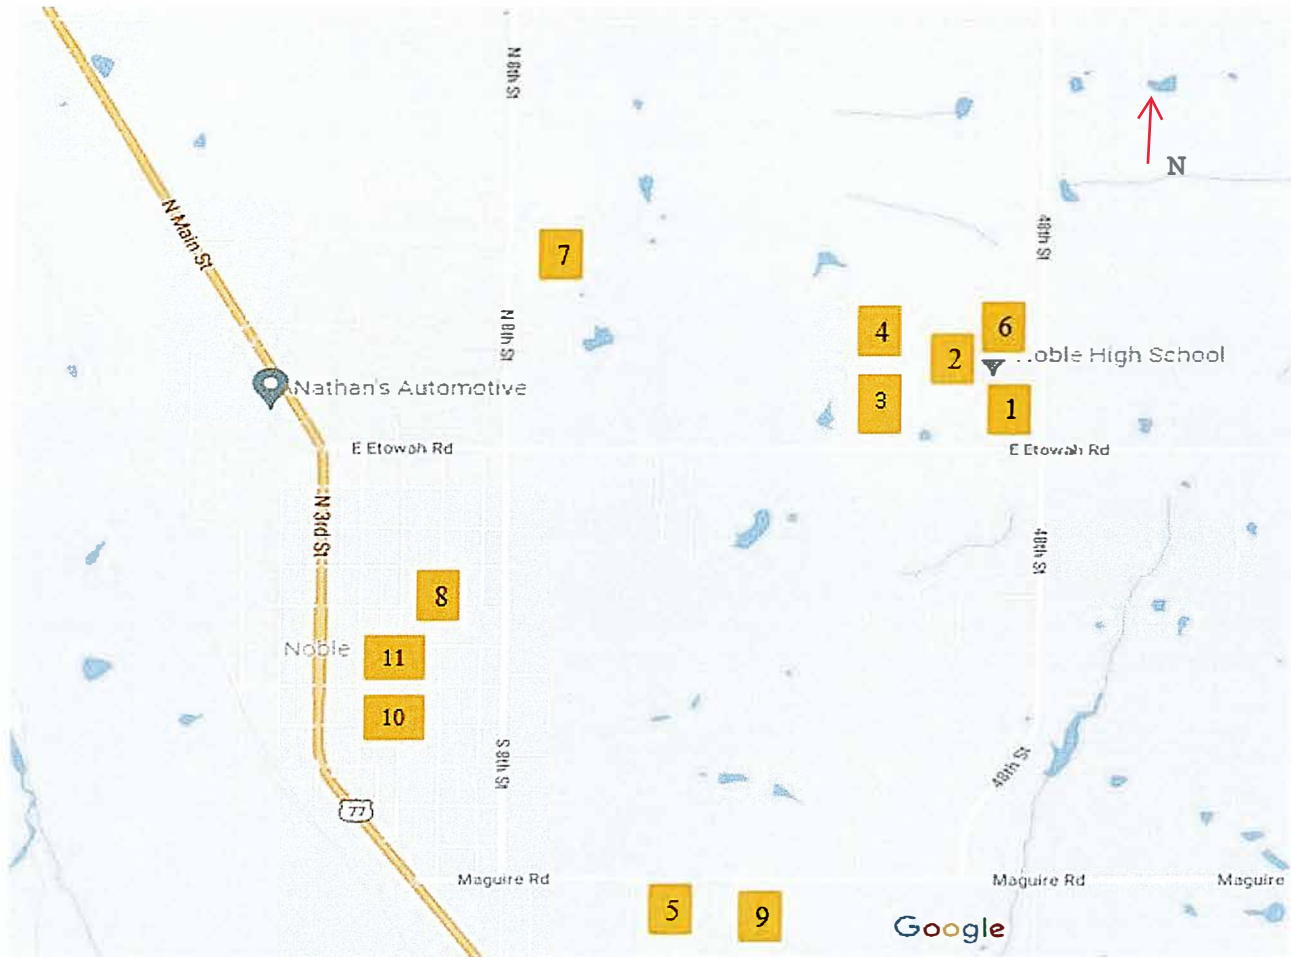 N 8th St
N
N Main St
48th St
7
N 8th St
4
6
2
oble High School
Nathan's Automotive
3
1
E Etowah Rd
E Etowah Rd
N 3rd St
48th St
8
Noble
11
10
S 8th St
48th St
77
Maguire Rd
Maguire Rd
Maguire
5
9
Google